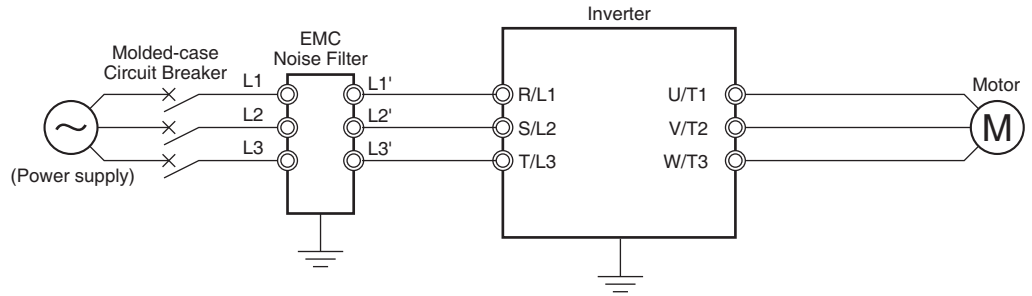 Inverter
EMC
Noise Filter
Molded-case
Circuit Breaker
L1
L1'
R/L1
U/T1
Motor
L2
L2'
S/L2
V/T2
M
L3
L3'
T/L3
W/T3
(Power supply)